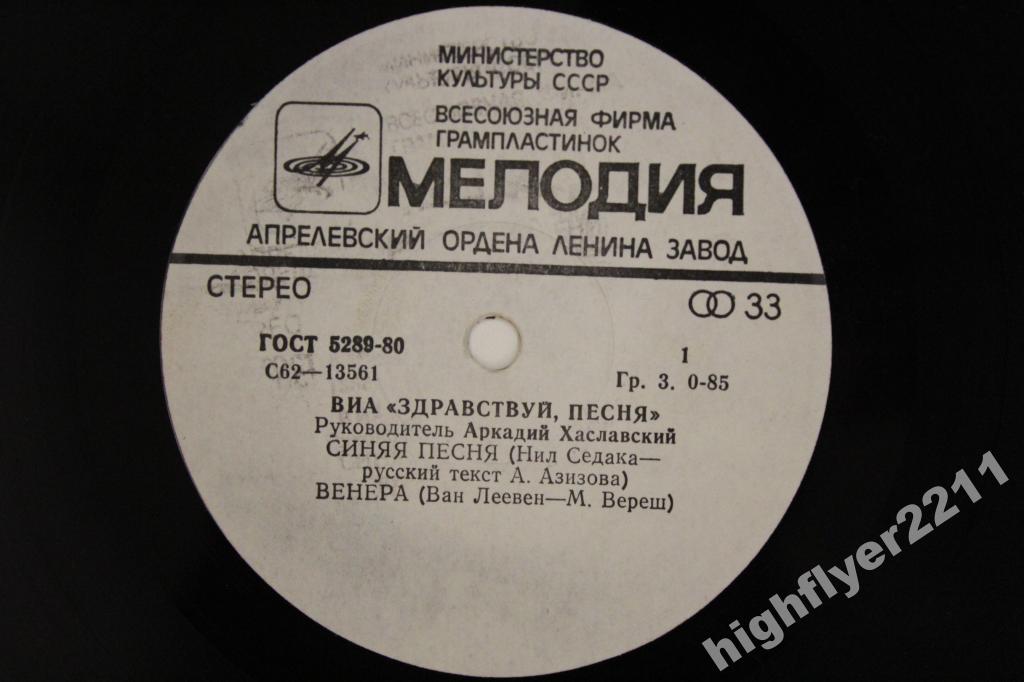 МИНИСТЕРСТВО
КУЛЬТУРЫ СССР
ВСЕСОЮЗНАЯ ФИРМА
ГРАМПЛАСТИНОК
МЕЛОДИЯ
АПРЕЛЕВСКИЙ ОРДЕНА ЛЕНИНА ЗАВОД
СТЕРЕО 33
ГОСТ 5289-80
С62—13561
1
Гр. 3. 0-85
ВИА «ЗДРАВСТВУЙ, ПЕСНЯ»
Руководитель Аркадий Хаславский
СИНЯЯ ПЕСНЯ (Нил Седака—
русский текст А. Азизова)
ВЕНЕРА (Ван Леевен—М. Вереш)
highflyer2211